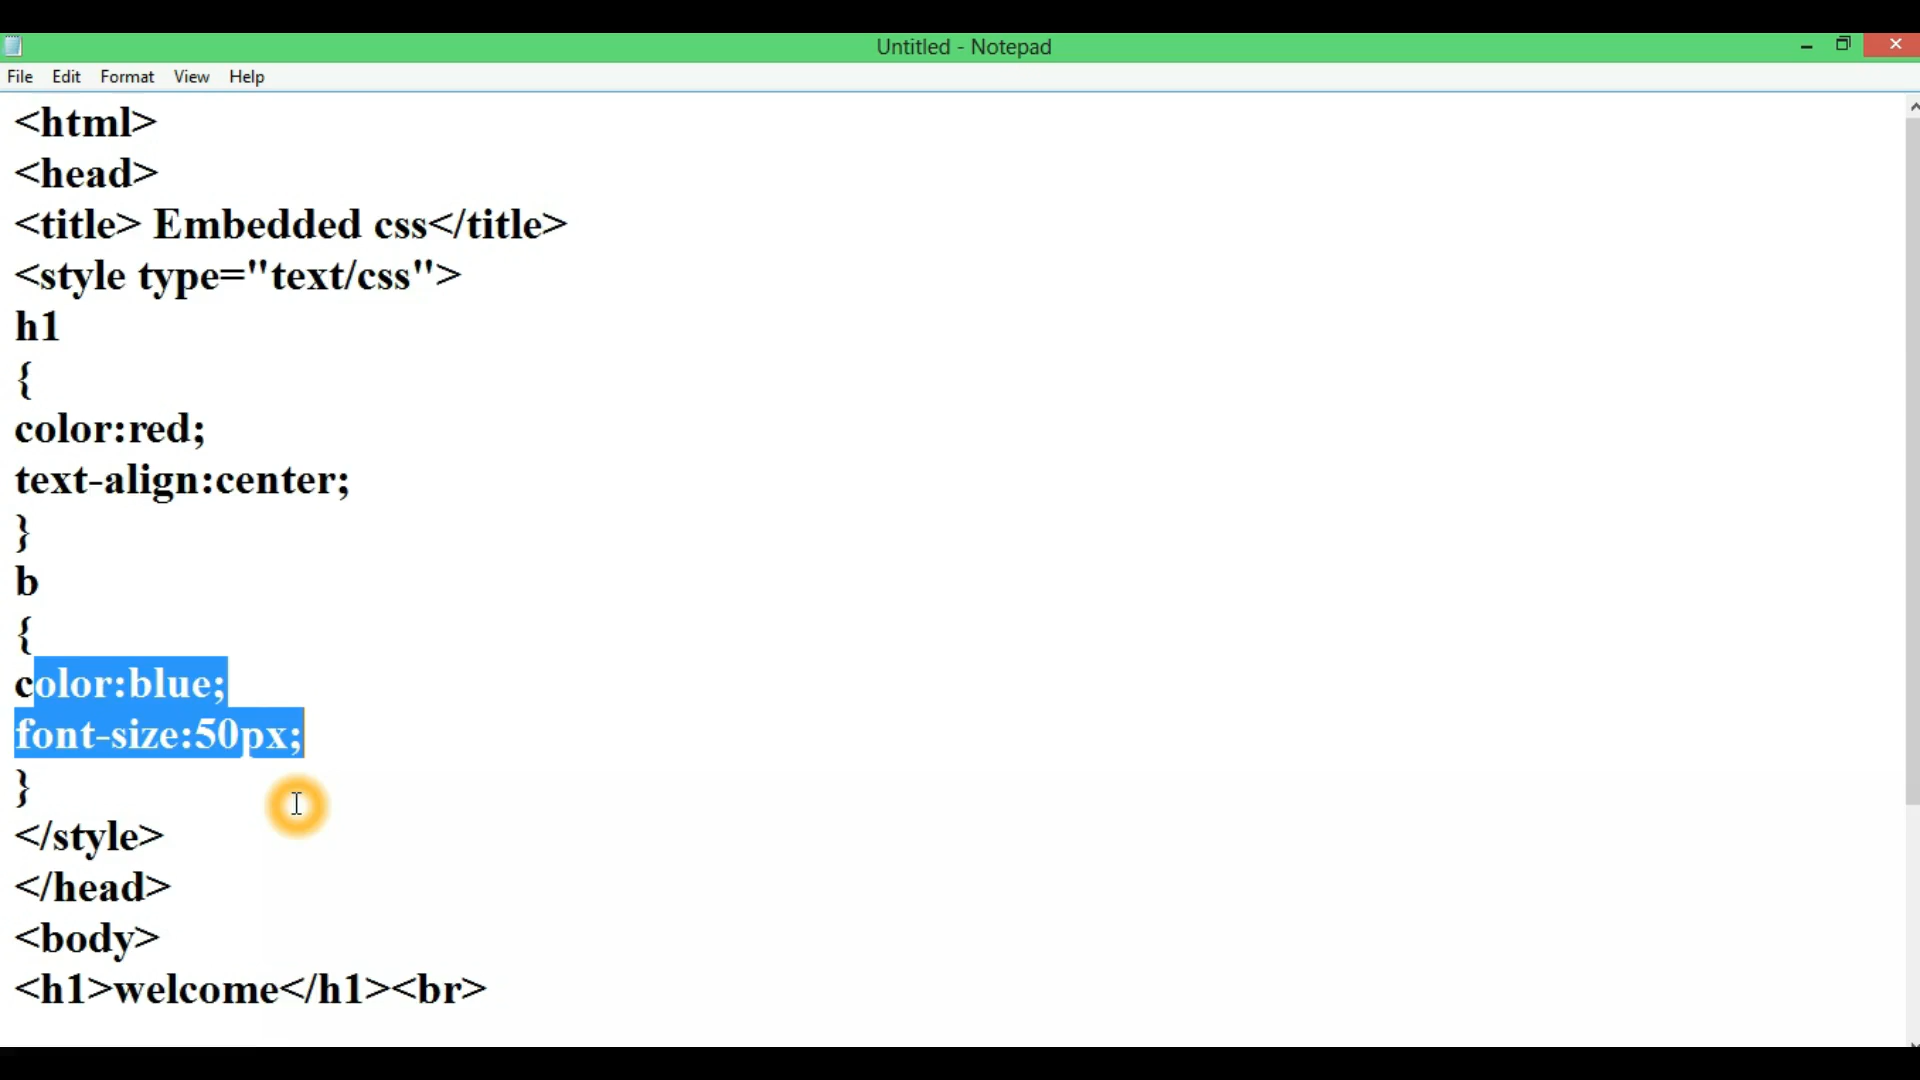 Untitled - Notepad
File Edit Format View Help
<html>
<head>
<title> Embedded css</title>
<style type="text/css">
h1
{
color:red;
text-align:center;
}
b
{
color:blue;
font-size:50px;
}
</style>
</head>
<body>
<h1>welcome</h1><br>